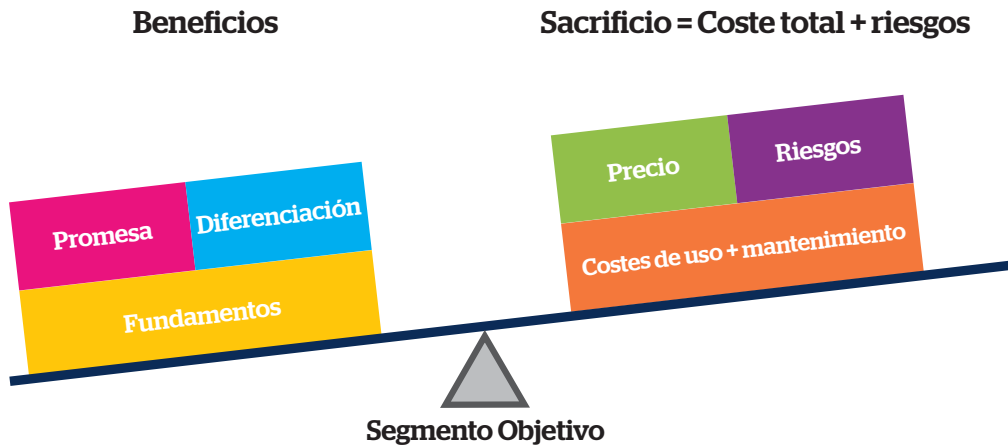 Beneficios
Sacrificio = Coste total + riesgos
Promesa
Diferenciación
Fundamentos
Precio
Riesgos
Costes de uso + mantenimiento
Segmento Objetivo